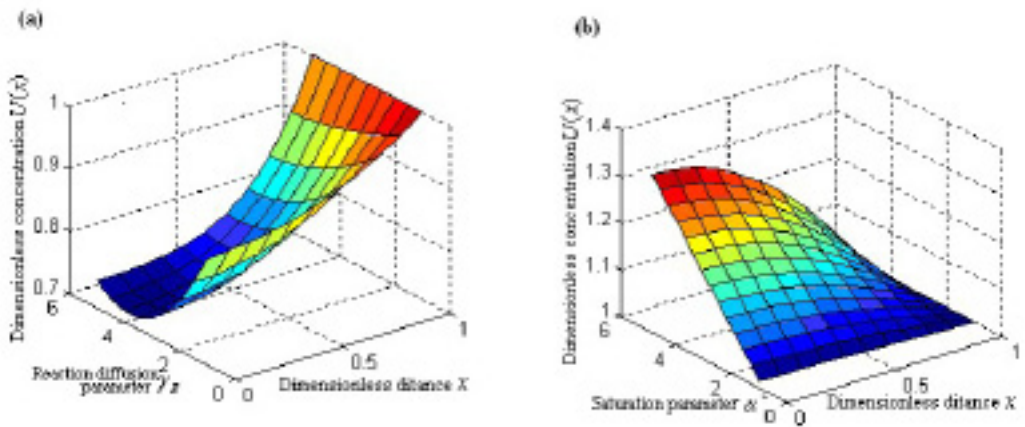 (a)
Dimensionless concentration U(x)
1
0.9
0.8
0.7
6
4
2
0
0
0.5
1
Reaction diffusion
parameter γ
Dimensionless ditance X
(b)
Dimensionless concentration U(x)
1.4
1.3
1.2
1.1
1
6
4
2
0
0
0.5
1
Saturation parameter α
Dimensionless ditance X